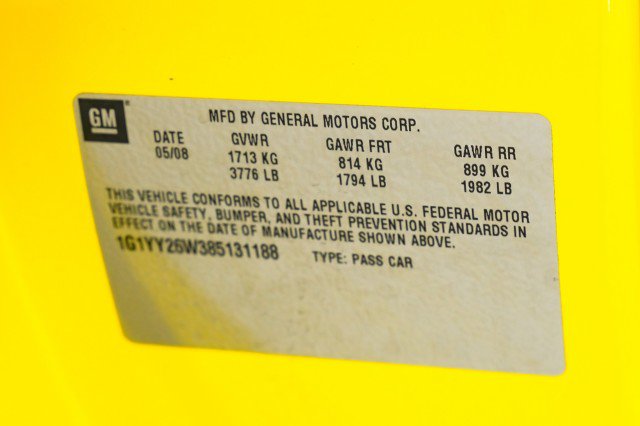 GM
MFD BY GENERAL MOTORS CORP.
DATE GVWR GAWR FRT GAWR RR
05/08 1713 KG 814 KG 899 KG
3776 LB 1794 LB 1982 LB
THIS VEHICLE CONFORMS TO ALL APPLICABLE U.S. FEDERAL MOTOR
VEHICLE SAFETY, BUMPER, AND THEFT PREVENTION STANDARDS IN
EFFECT ON THE DATE OF MANUFACTURE SHOWN ABOVE.
1G1YY26W385131188 TYPE: PASS CAR